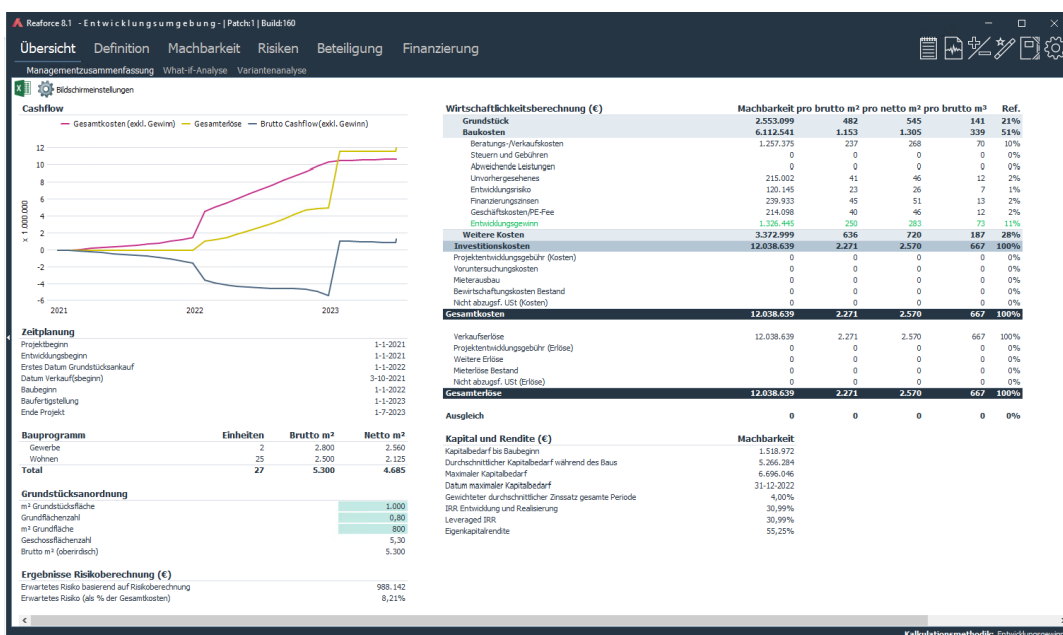 Reaforce 8.1 - E n t w i c k l u n g s u m g e b u n g - | Patch:1 | Build:160
Übersicht Definition Machbarkeit Risiken Beteiligung Finanzierung
Managementzusammenfassung What-if-Analyse Variantenanalyse
Bildschirmeinstellungen
Cashflow
Gesamtkosten (exkl. Gewinn) Gesamterlöse Brutto Cashflow(exkl. Gewinn)
x 1.000.000
12
10
8
6
4
2
0
-2
-4
-6
2021 2022 2023
Zeitplanung
Projektbeginn 1-1-2021
Entwicklungsbeginn 1-1-2021
Erstes Datum Grundstücksankauf 1-1-2022
Datum Verkauf(sbeginn) 3-10-2021
Baubeginn 1-1-2022
Baufertigstellung 1-1-2023
Ende Projekt 1-7-2023
Bauprogramm Einheiten Brutto m² Netto m²
Gewerbe 2 2.800 2.560
Wohnen 25 2.500 2.125
Total 27 5.300 4.685
Grundstücksanordnung
m² Grundstücksfläche 1.000
Grundflächenzahl 0,80
m² Grundfläche 800
Geschossflächenzahl 5,30
Brutto m² (oberirdisch) 5.300
Ergebnisse Risikoberechnung (€)
Erwartetes Risiko basierend auf Risikoberechnung 988.142
Erwartetes Risiko (als % der Gesamtkosten) 8,21%
Wirtschaftlichkeitsberechnung (€) Machbarkeit pro brutto m² pro netto m² pro brutto m³ Ref.
Grundstück 2.553.099 482 545 141 21%
Baukosten 6.112.541 1.153 1.305 339 51%
Beratungs-/Verkaufskosten 1.257.375 237 268 70 10%
Steuern und Gebühren 0 0 0 0 0%
Abweichende Leistungen 0 0 0 0 0%
Unvorhergesehenes 215.002 41 46 12 2%
Entwicklungsrisiko 120.145 23 26 7 1%
Finanzierungszinsen 239.933 45 51 13 2%
Geschäftskosten/PE-Fee 214.098 40 46 12 2%
Entwicklungsgewinn 1.326.445 250 283 73 11%
Weitere Kosten 3.372.999 636 720 187 28%
Investitionskosten 12.038.639 2.271 2.570 667 100%
Projektentwicklungsgebühr (Kosten) 0 0 0 0 0%
Voruntersuchungskosten 0 0 0 0 0%
Mieterausbau 0 0 0 0 0%
Bewirtschaftungskosten Bestand 0 0 0 0 0%
Nicht abzugsf. USt (Kosten) 0 0 0 0 0%
Gesamtkosten 12.038.639 2.271 2.570 667 100%
Verkaufserlöse 12.038.639 2.271 2.570 667 100%
Projektentwicklungsgebühr (Erlöse) 0 0 0 0 0%
Weitere Erlöse 0 0 0 0 0%
Mieterlöse Bestand 0 0 0 0 0%
Nicht abzugsf. USt (Erlöse) 0 0 0 0 0%
Gesamterlöse 12.038.639 2.271 2.570 667 100%
Ausgleich 0 0 0 0 0%
Kapital und Rendite (€) Machbarkeit
Kapitalbedarf bis Baubeginn 1.518.972
Durchschnittlicher Kapitalbedarf während des Baus 5.266.284
Maximaler Kapitalbedarf 6.696.046
Datum maximaler Kapitalbedarf 31-12-2022
Gewichteter durchschnittlicher Zinssatz gesamte Periode 4,00%
IRR Entwicklung und Realisierung 30,99%
Leveraged IRR 30,99%
Eigenkapitalrendite 55,25%
Kalkulationsmethodik: Entwicklungsgewinn